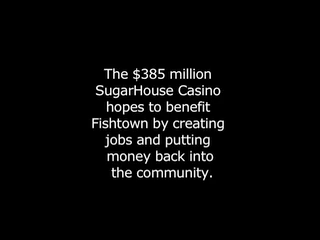 The $385 million
SugarHouse Casino
hopes to benefit
Fishtown by creating
jobs and putting
money back into
the community.